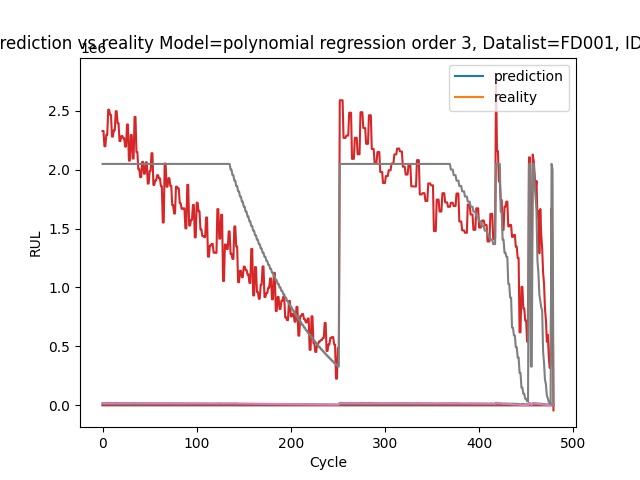 rediction vs reality Model=polynomial regression order 3, Datalist=FD001, ID
1e6
prediction
reality
2.5
2.0
1.5
1.0
0.5
0.0
RUL
0
100
200
300
400
500
Cycle